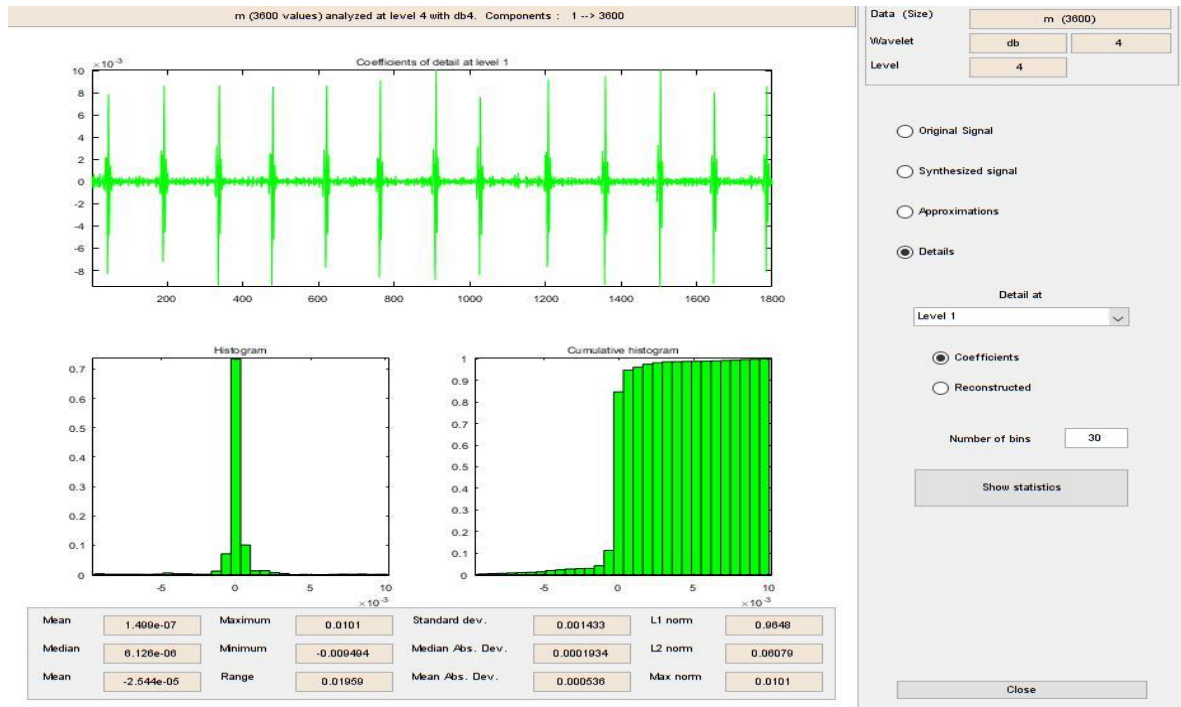 m (3600 values) analyzed at level 4 with db4. Components : 1 --> 3600
Coefficients of detail at level 1
×10-3
10
8
6
4
2
0
-2
-4
-6
-8
200 400 600 800 1000 1200 1400 1600 1800
Histogram
0.7
0.6
0.5
0.4
0.3
0.2
0.1
0
-5 0 5 10
×10-3
Cumulative histogram
1
0.9
0.8
0.7
0.6
0.5
0.4
0.3
0.2
0.1
0
-5 0 5 10
×10-3
Mean 1.499e-07 Maximum 0.0101 Standard dev. 0.001433 L1 norm 0.9648
Median 6.126e-06 Minimum -0.009494 Median Abs. Dev. 0.0001934 L2 norm 0.06079
Mean -2.544e-05 Range 0.01959 Mean Abs. Dev. 0.000536 Max norm 0.0101
Data (Size) m (3600)
Wavelet db 4
Level 4
Original Signal
Synthesized signal
Approximations
Details
Detail at
Level 1
Coefficients
Reconstructed
Number of bins 30
Show statistics
Close